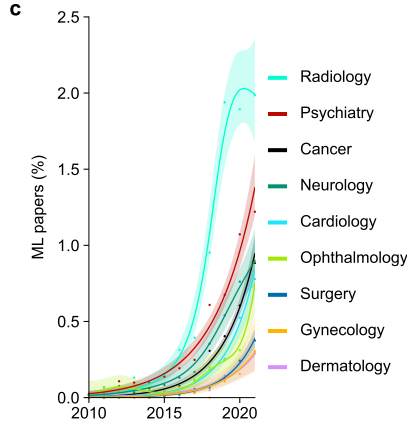 c
2.5
2.0
1.5
1.0
0.5
0.0
ML papers (%)
2010
2015
2020
Radiology
Psychiatry
Cancer
Neurology
Cardiology
Ophthalmology
Surgery
Gynecology
Dermatology